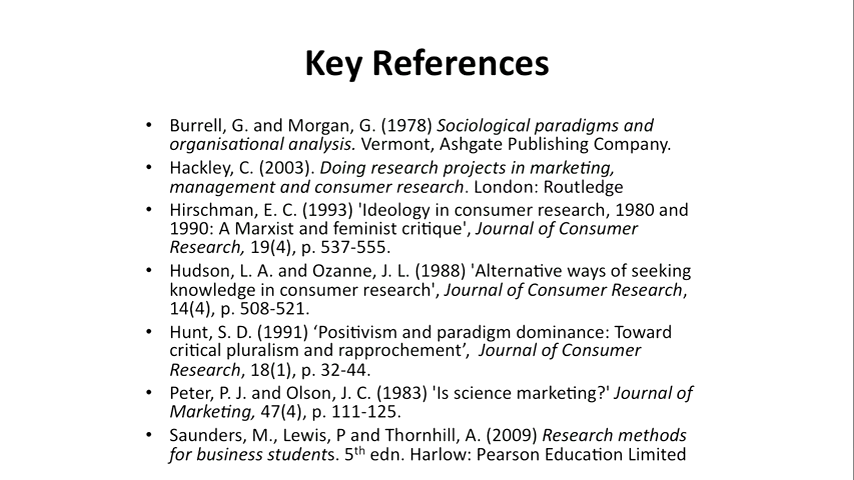 Key References
• Burrell, G. and Morgan, G. (1978) Sociological paradigms and
organisational analysis. Vermont, Ashgate Publishing Company.
• Hackley, C. (2003). Doing research projects in marketing,
management and consumer research. London: Routledge
• Hirschman, E. C. (1993) 'Ideology in consumer research, 1980 and
1990: A Marxist and feminist critique', Journal of Consumer
Research, 19(4), p. 537-555.
• Hudson, L. A. and Ozanne, J. L. (1988) 'Alternative ways of seeking
knowledge in consumer research', Journal of Consumer Research,
14(4), p. 508-521.
• Hunt, S. D. (1991) ‘Positivism and paradigm dominance: Toward
critical pluralism and rapprochement’, Journal of Consumer
Research, 18(1), p. 32-44.
• Peter, P. J. and Olson, J. C. (1983) 'Is science marketing?' Journal of
Marketing, 47(4), p. 111-125.
• Saunders, M., Lewis, P and Thornhill, A. (2009) Research methods
for business students. 5th edn. Harlow: Pearson Education Limited